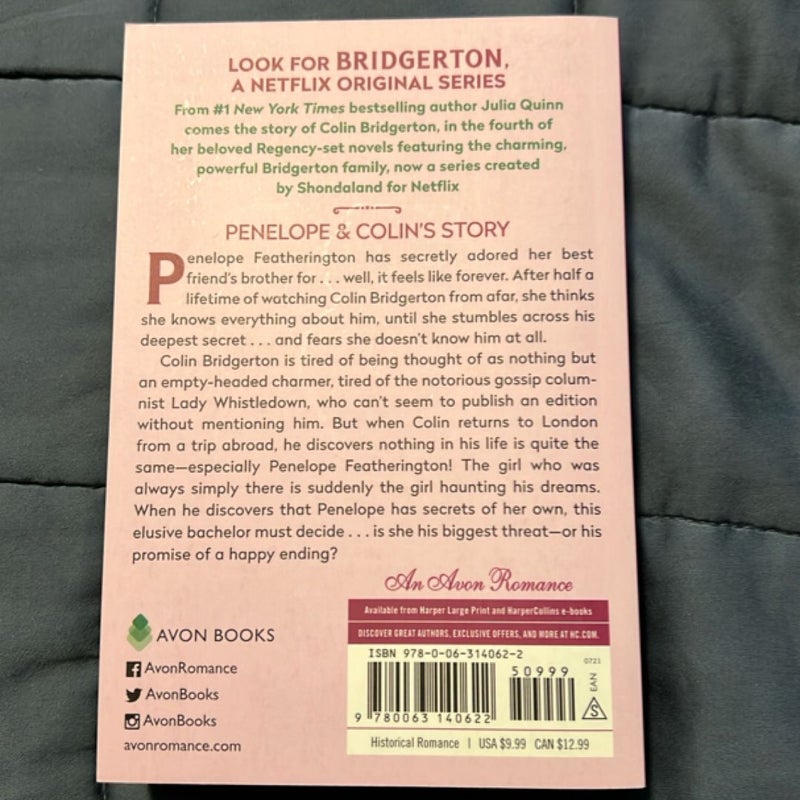 LOOK FOR BRIDGERTON,
A NETFLIX ORIGINAL SERIES
From #1 New York Times bestselling author Julia Quinn
comes the story of Colin Bridgerton, in the fourth of
her beloved Regency-set novels featuring the charming,
powerful Bridgerton family, now a series created
by Shondaland for Netflix
PENELOPE & COLIN'S STORY
Penelope Featherington has secretly adored her best
friend's brother for . . . well, it feels like forever. After half a
lifetime of watching Colin Bridgerton from afar, she thinks
she knows everything about him, until she stumbles across his
deepest secret . . . and fears she doesn't know him at all.
Colin Bridgerton is tired of being thought of as nothing but
an empty-headed charmer, tired of the notorious gossip colum-
nist Lady Whistledown, who can't seem to publish an edition
without mentioning him. But when Colin returns to London
from a trip abroad, he discovers nothing in his life is quite the
same—especially Penelope Featherington! The girl who was
always simply there is suddenly the girl haunting his dreams.
When he discovers that Penelope has secrets of her own, this
elusive bachelor must decide . . . is she his biggest threat—or his
promise of a happy ending?
An Avon Romance
Available from Harper Large Print and HarperCollins e-books
DISCOVER GREAT AUTHORS, EXCLUSIVE OFFERS, AND MORE AT HC.COM.
AVON BOOKS
AvonRomance
AvonBooks
AvonBooks
avonromance.com
ISBN 978-0-06-314062-2
50999
0721
EAN
S
9 780063 140622
Historical Romance | USA $9.99 CAN $12.99